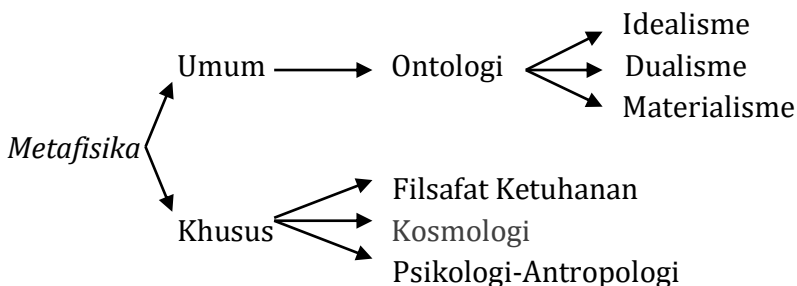 Idealisme
Umum Ontologi Dualisme
Materialisme
Metafisika
Filsafat Ketuhanan
Khusus Kosmologi
Psikologi-Antropologi